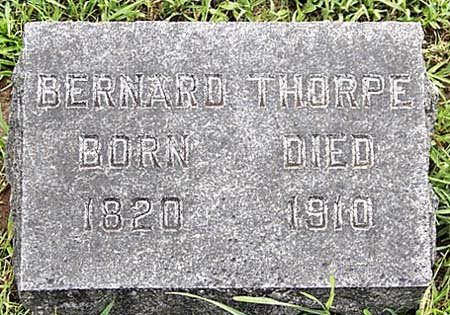 BERNARD THORPE
BORN DIED
1820 1910